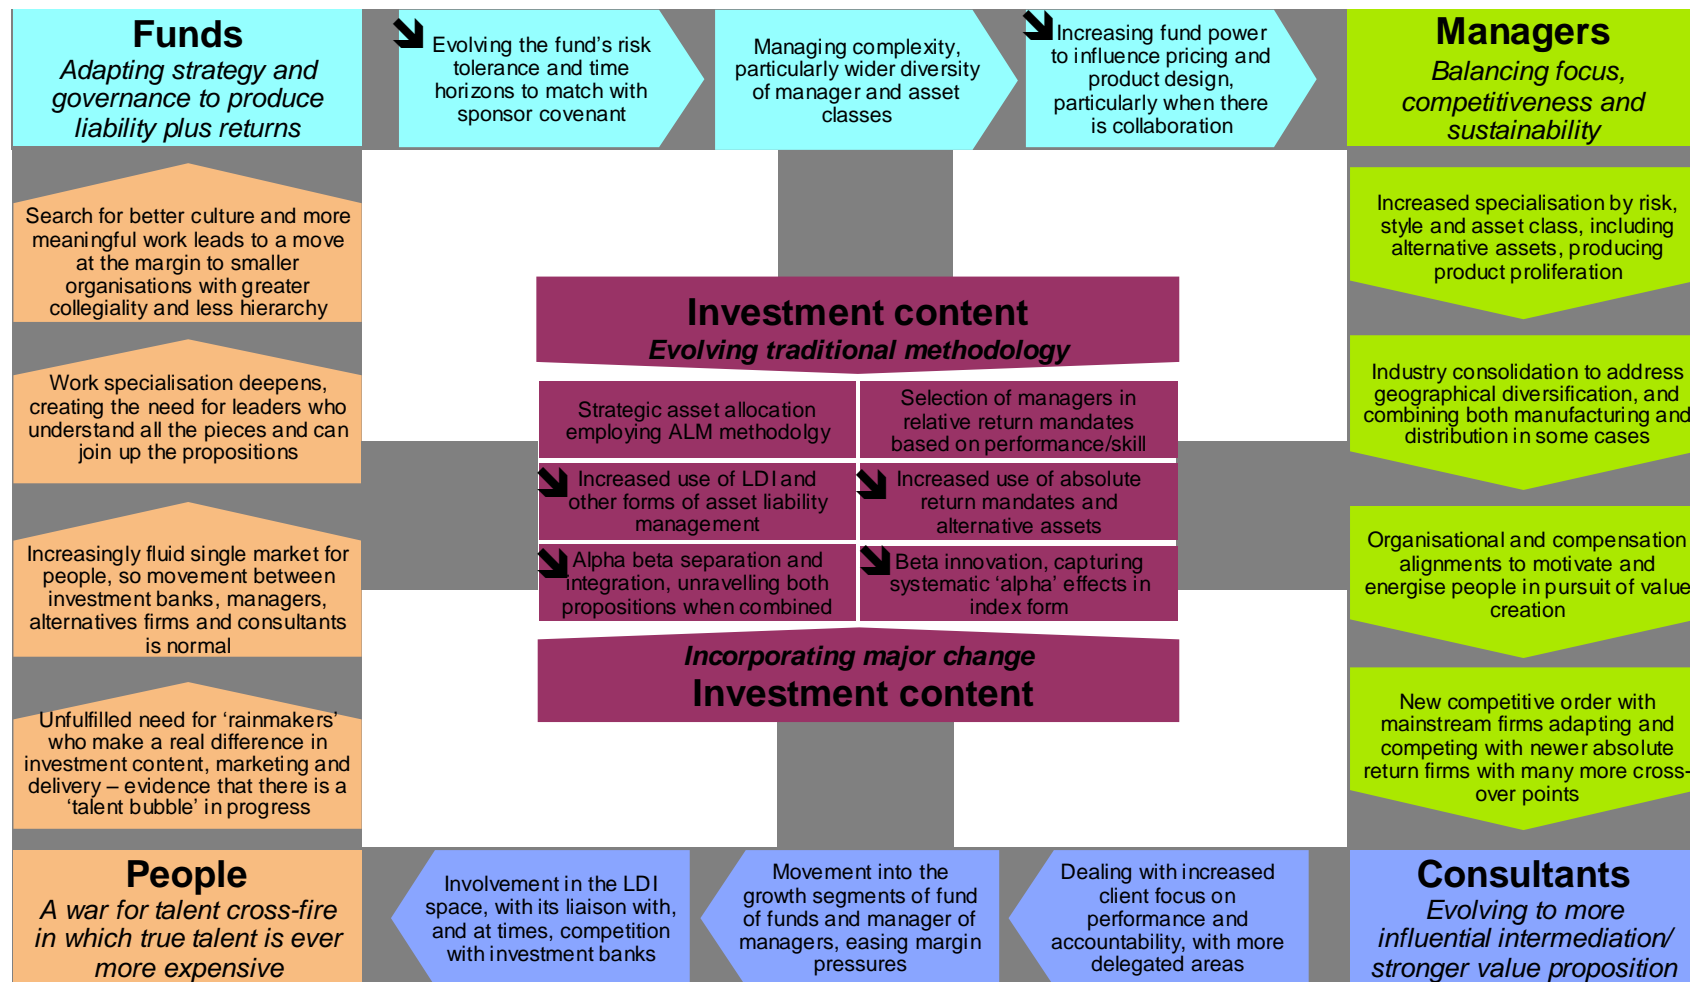 Funds
Adapting strategy and
governance to produce
liability plus returns
Evolving the fund's risk
tolerance and time
horizons to match with
sponsor covenant
Managing complexity,
particularly wider diversity
of manager and asset
classes
Increasing fund power
to influence pricing and
product design,
particularly when there
is collaboration
Managers
Balancing focus,
competitiveness and
sustainability
Increased specialisation by risk,
style and asset class, including
alternative assets, producing
product proliferation
Industry consolidation to address
geographical diversification, and
combining both manufacturing and
distribution in some cases
Organisational and compensation
alignments to motivate and
energise people in pursuit of value
creation
New competitive order with
mainstream firms adapting and
competing with newer absolute
return firms with many more cross-
over points
Consultants
Evolving to more
influential intermediation/
stronger value proposition
Dealing with increased
client focus on
performance and
accountability, with more
delegated areas
Movement into the
growth segments of fund
of funds and manager of
managers, easing margin
pressures
Involvement in the LDI
space, with its liaison with,
and at times, competition
with investment banks
People
A war for talent cross-fire
in which true talent is ever
more expensive
Unfulfilled need for ‘rainmakers’
who make a real difference in
investment content, marketing and
delivery – evidence that there is a
‘talent bubble’ in progress
Increasingly fluid single market for
people, so movement between
investment banks, managers,
alternatives firms and consultants
is normal
Work specialisation deepens,
creating the need for leaders who
understand all the pieces and can
join up the propositions
Search for better culture and more
meaningful work leads to a move
at the margin to smaller
organisations with greater
collegiality and less hierarchy
Investment content
Evolving traditional methodology
Strategic asset allocation
employing ALM methodolgy
Selection of managers in
relative return mandates
based on performance/skill
Increased use of LDI and
other forms of asset liability
management
Increased use of absolute
return mandates and
alternative assets
Alpha beta separation and
integration, unravelling both
propositions when combined
Beta innovation, capturing
systematic ‘alpha’ effects in
index form
Incorporating major change
Investment content